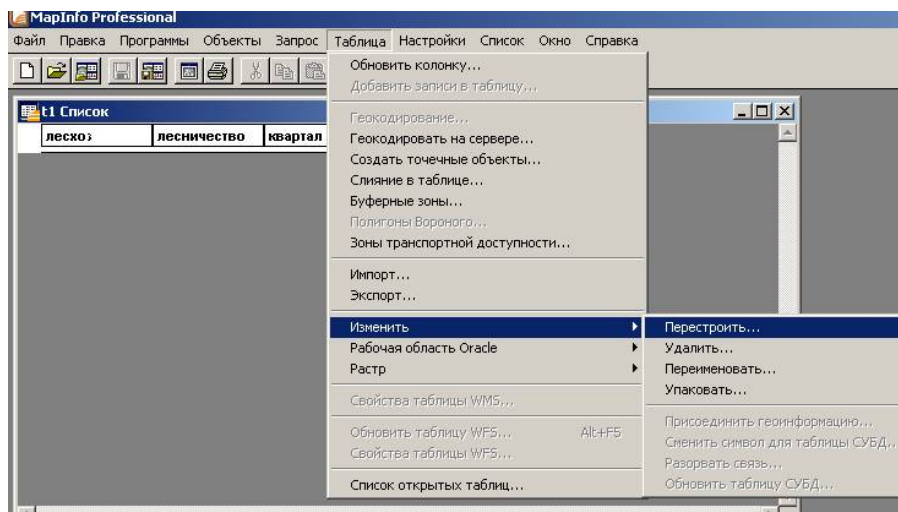 MapInfo Professional
Файл Правка Программы Объекты Запрос Таблица Настройки Список Окно Справка
t1 Список
лесхоз лесничество квартал
Обновить колонку...
Добавить записи в таблицу...
Геокодирование...
Геокодировать на сервере...
Создать точечные объекты...
Слияние в таблице...
Буферные зоны...
Полигоны Вороного...
Зоны транспортной доступности...
Импорт...
Экспорт...
Изменить
Рабочая область Oracle
Растр
Свойства таблицы WMS...
Обновить таблицу WFS... Alt+F5
Свойства таблицы WFS...
Список открытых таблиц...
Перестроить...
Удалить...
Переименовать...
Упаковать...
Присоединить геоинформацию...
Сменить символ для таблицы СУБД...
Разорвать связь...
Обновить таблицу СУБД...